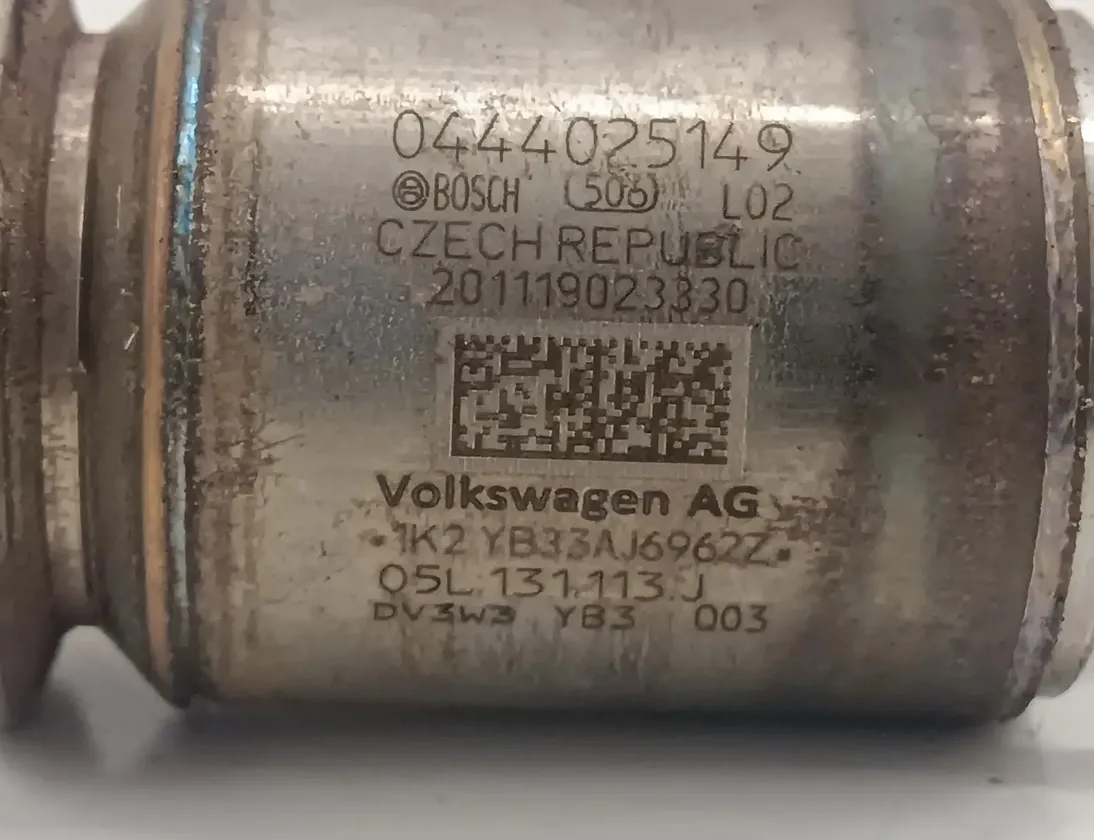 0444025149
BOSCH (506) L02
CZECH REPUBLIC
201119023330
Volkswagen AG
•1K2 YB33AJ6962Z•
05L.131.113.J
DV3W3 YB3 003